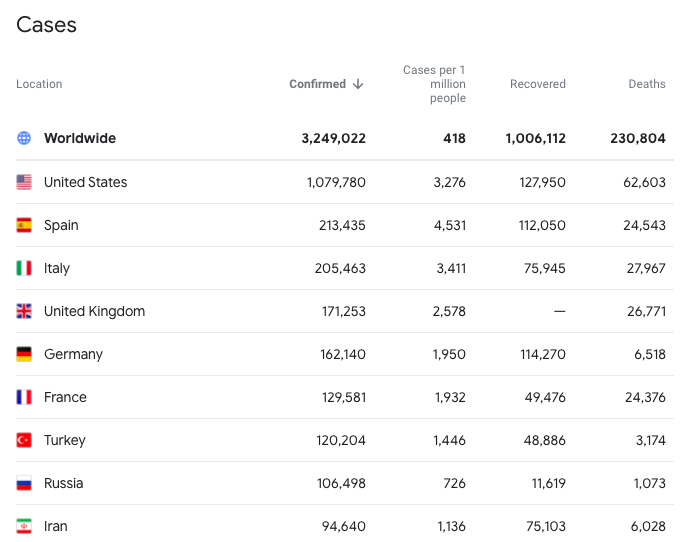 Cases
Location Confirmed ↓ Cases per 1 million people Recovered Deaths
Worldwide 3,249,022 418 1,006,112 230,804
United States 1,079,780 3,276 127,950 62,603
Spain 213,435 4,531 112,050 24,543
Italy 205,463 3,411 75,945 27,967
United Kingdom 171,253 2,578 — 26,771
Germany 162,140 1,950 114,270 6,518
France 129,581 1,932 49,476 24,376
Turkey 120,204 1,446 48,886 3,174
Russia 106,498 726 11,619 1,073
Iran 94,640 1,136 75,103 6,028